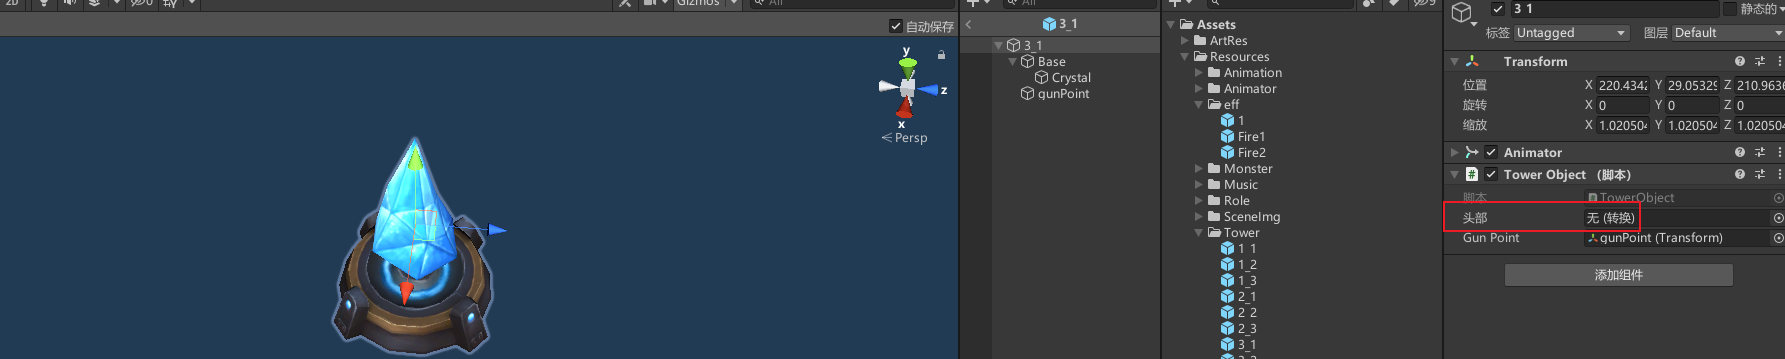 2D
Gizmos
All
自动保存
y
z
x
Persp
All
3_1
3_1
Base
Crystal
gunPoint
9
Assets
ArtRes
Resources
Animation
Animator
eff
1
Fire1
Fire2
Monster
Music
Role
SceneImg
Tower
1_1
1_2
1_3
2_1
2_2
2_3
3_1
3_1 静态的
标签 Untagged 图层 Default
Transform
位置 X 220.4342 Y 29.05329 Z 210.9636
旋转 X 0 Y 0 Z 0
缩放 X 1.020504 Y 1.020504 Z 1.020504
Animator
# Tower Object （脚本）
脚本 TowerObject
头部 无 (转换)
Gun Point gunPoint (Transform)
添加组件